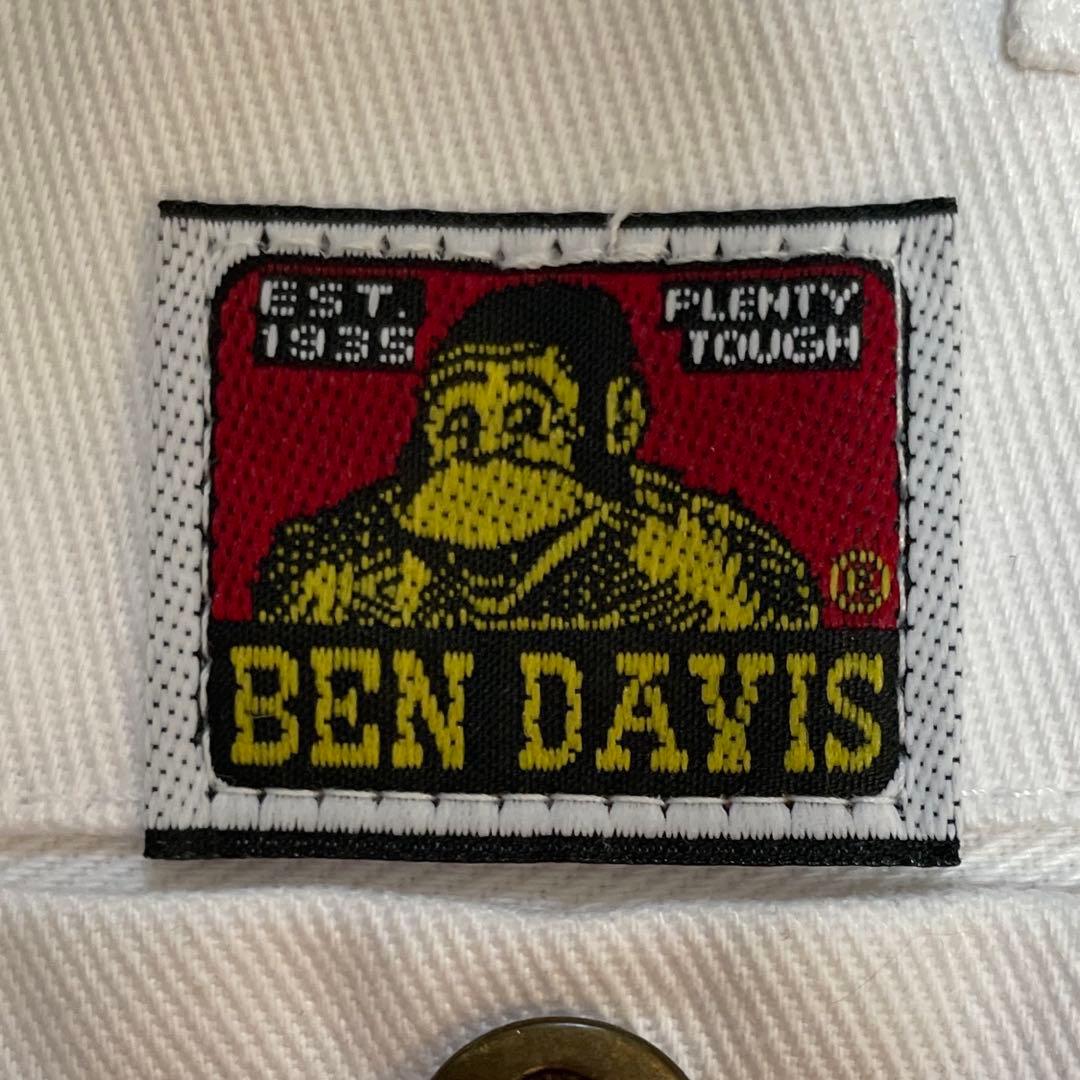 EST.
1935
PLENTY
TOUGH
®
BEN DAVIS